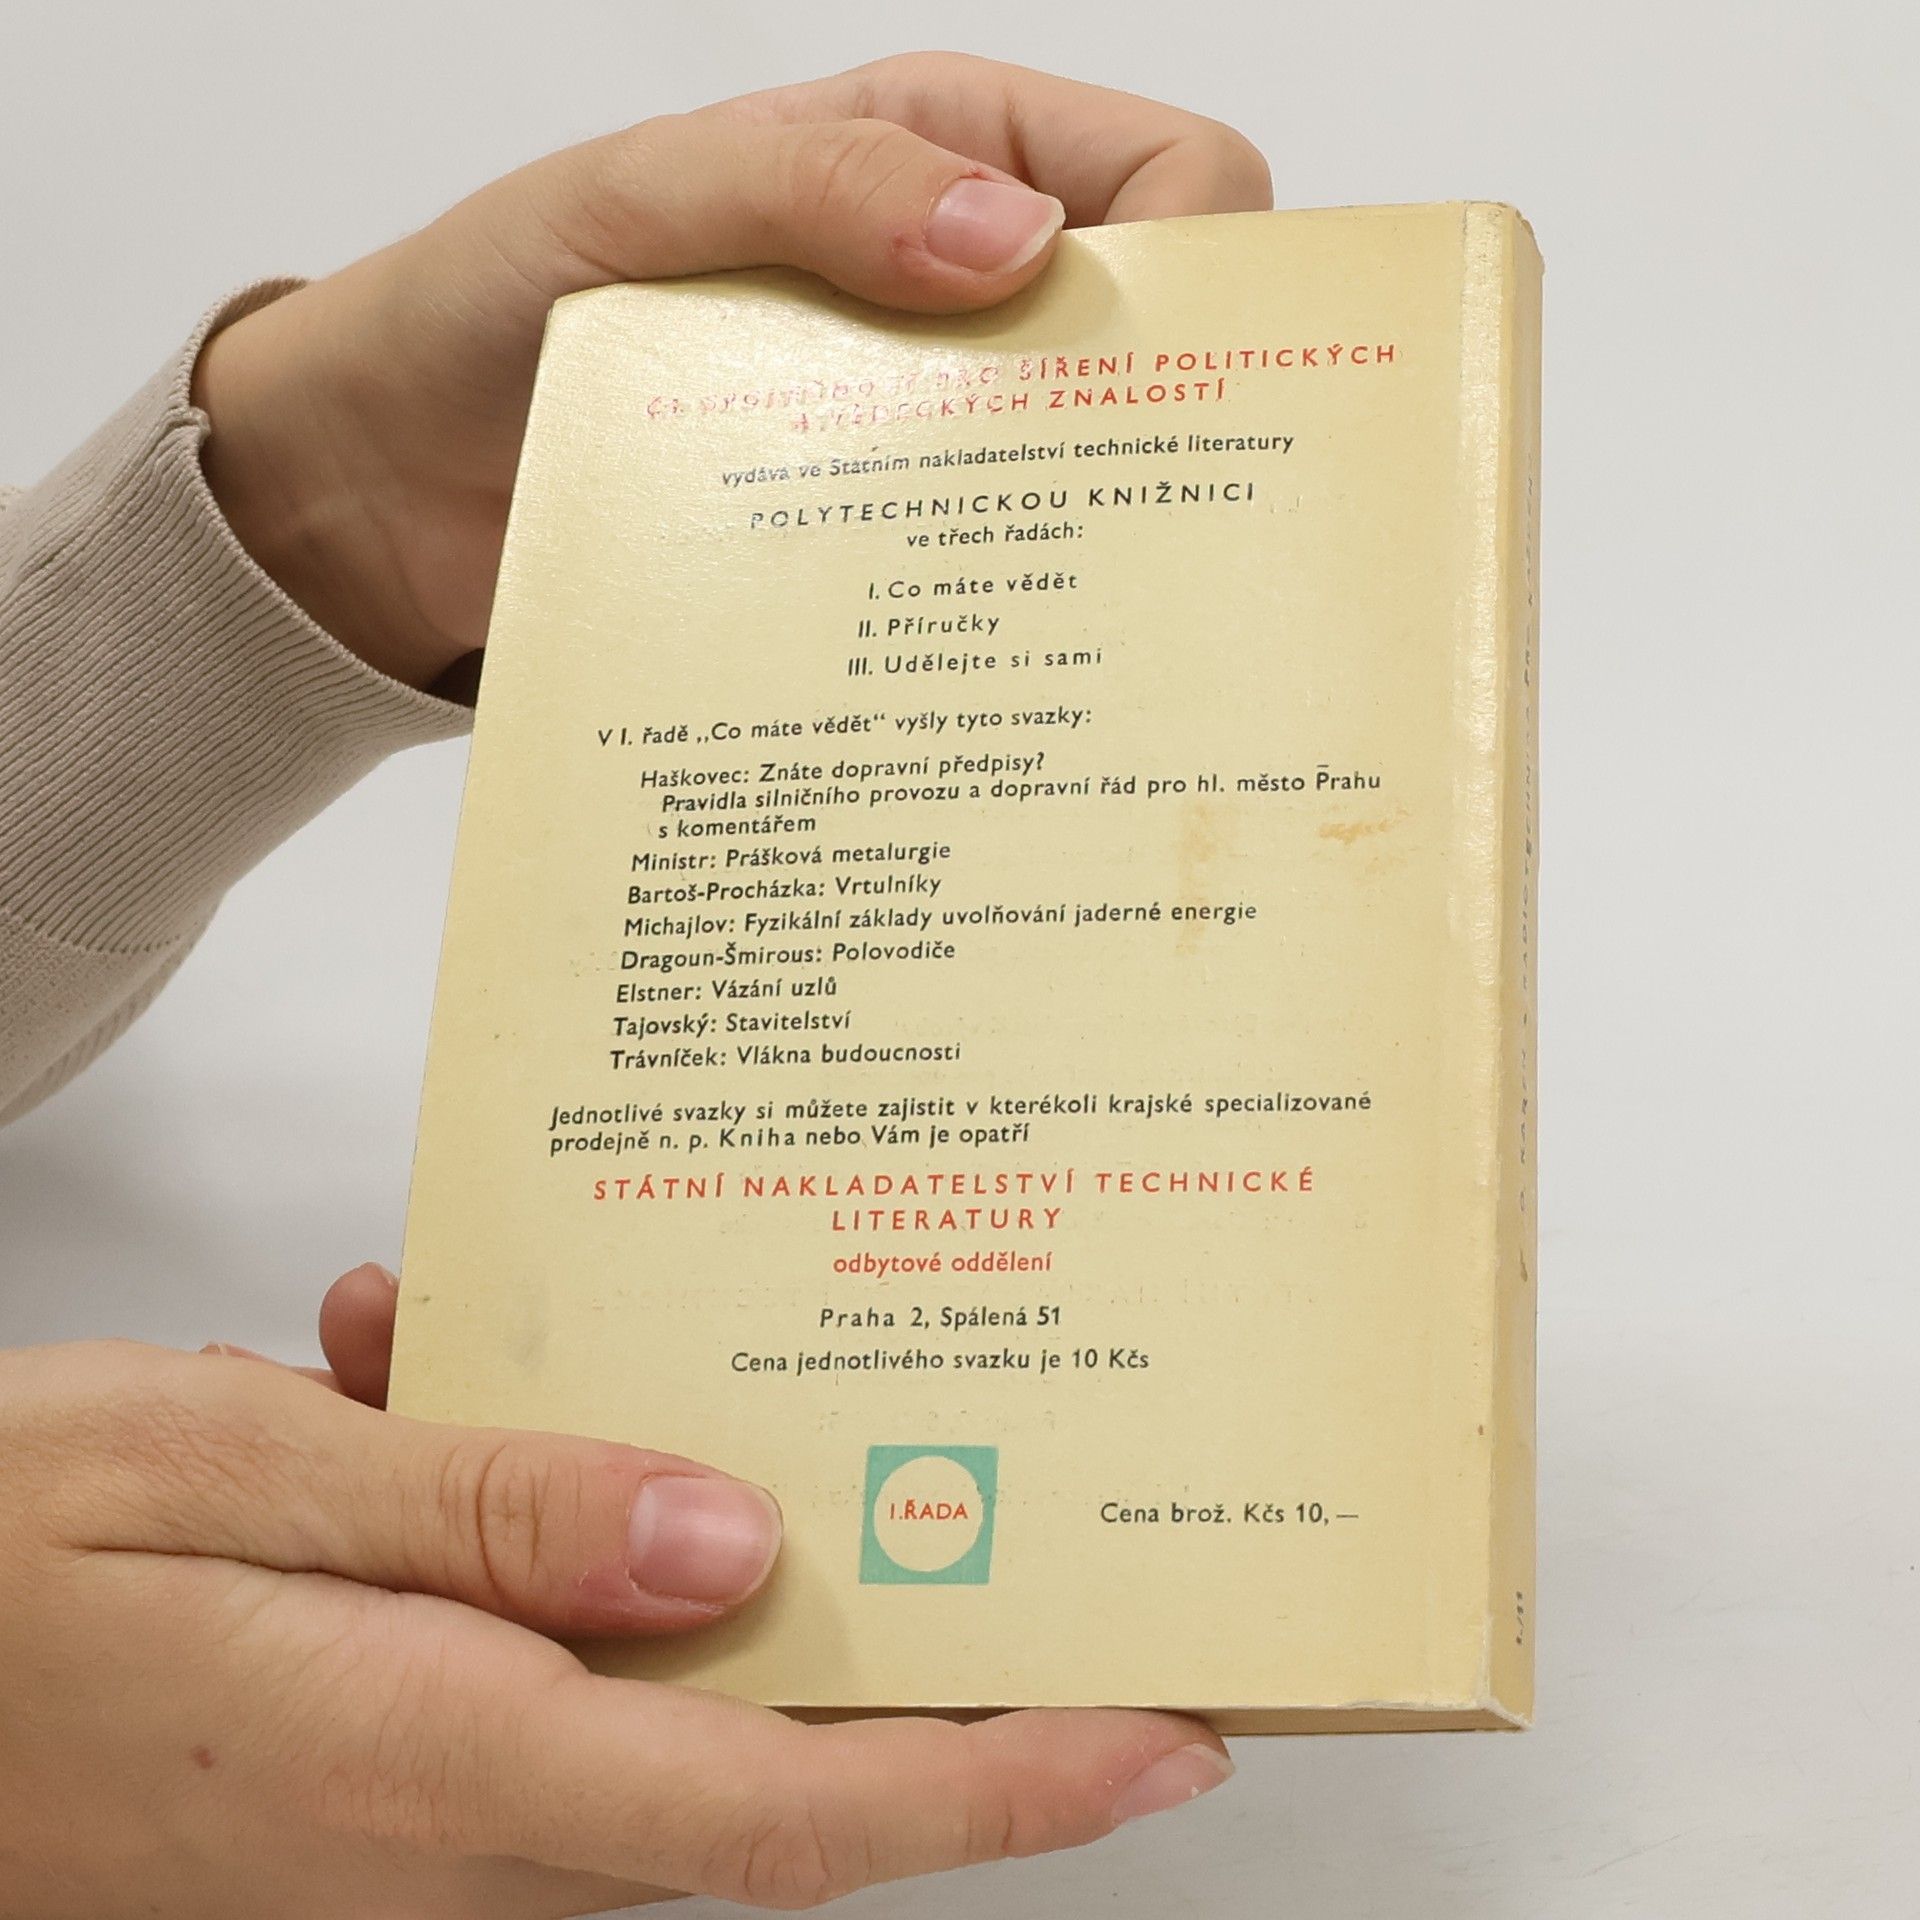 ŠÍŘENÍ POLITICKÝCH
A VĚDECKÝCH ZNALOSTÍ
vydává ve Státním nakladatelství technické literatury
POLYTECHNICKOU KNIŽNICI
ve třech řadách:
I. Co máte vědět
II. Příručky
III. Udělejte si sami
V I. řadě „Co máte vědět“ vyšly tyto svazky:
Haškovec: Znáte dopravní předpisy?
Pravidla silničního provozu a dopravní řád pro hl. město Prahu
s komentářem
Ministr: Prášková metalurgie
Bartoš-Procházka: Vrtulníky
Michajlov: Fyzikální základy uvolňování jaderné energie
Dragoun-Šmirous: Polovodiče
Elstner: Vázání uzlů
Tajovský: Stavitelství
Trávníček: Vlákna budoucnosti
Jednotlivé svazky si můžete zajistit v kterékoli krajské specializované
prodejně n. p. Kniha nebo Vám je opatří
STÁTNÍ NAKLADATELSTVÍ TECHNICKÉ
LITERATURY
odbytové oddělení
Praha 2, Spálená 51
Cena jednotlivého svazku je 10 Kčs
I.ŘADA
Cena brož. Kčs 10,—